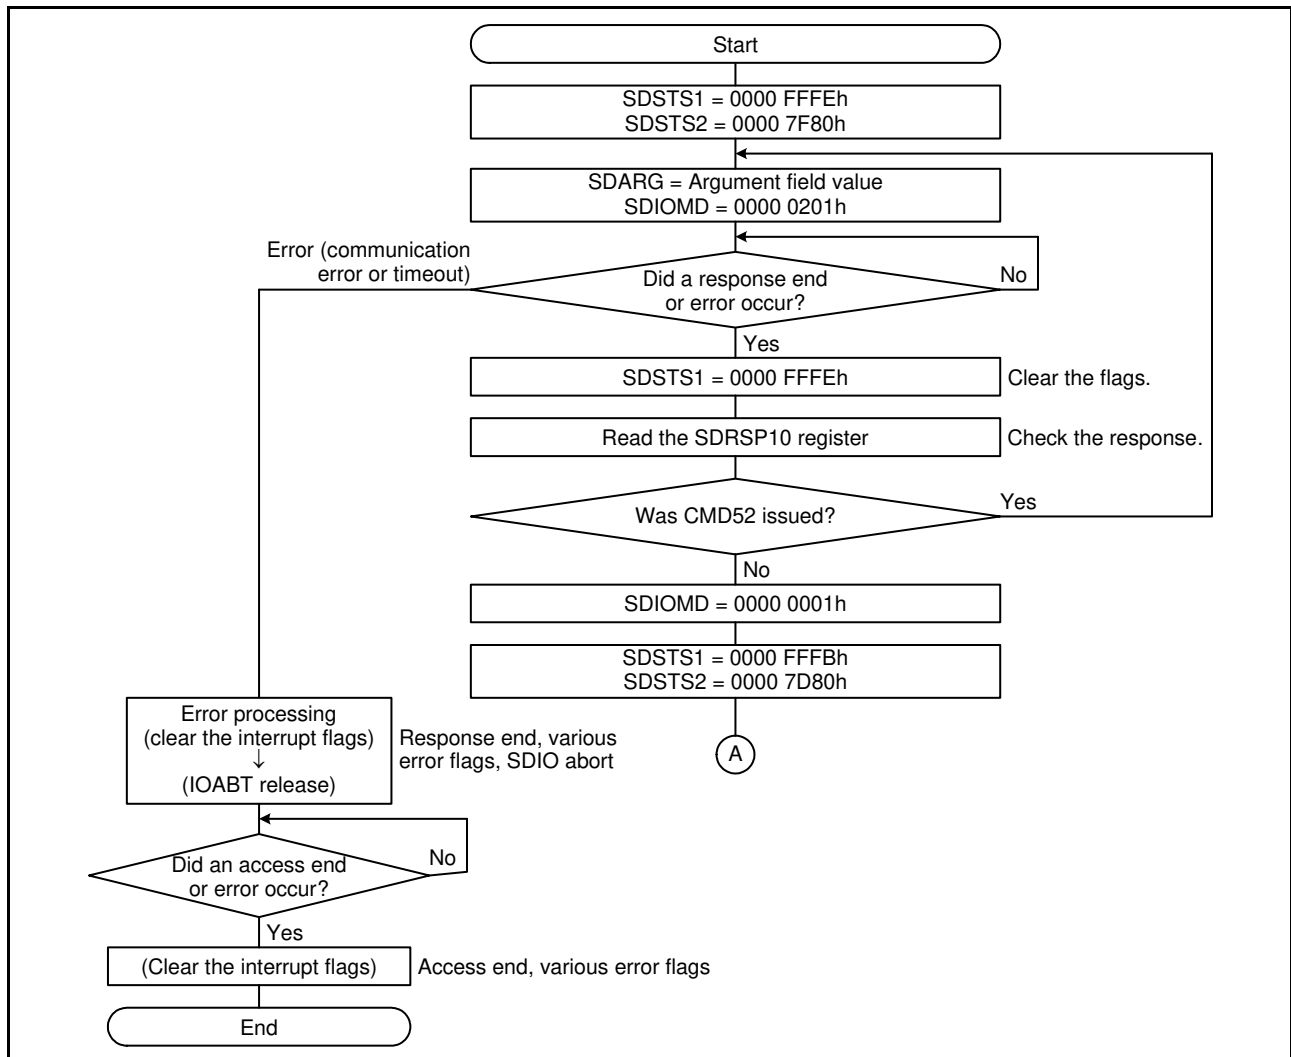 Start
SDSTS1 = 0000 FFFEh
SDSTS2 = 0000 7F80h
SDARG = Argument field value
SDIOMD = 0000 0201h
Error (communication
error or timeout)
Did a response end
or error occur?
No
Yes
SDSTS1 = 0000 FFFEh
Clear the flags.
Read the SDRSP10 register
Check the response.
Was CMD52 issued?
Yes
No
SDIOMD = 0000 0001h
SDSTS1 = 0000 FFFBh
SDSTS2 = 0000 7D80h
A
Error processing
(clear the interrupt flags)
↓
(IOABT release)
Response end, various
error flags, SDIO abort
Did an access end
or error occur?
No
Yes
(Clear the interrupt flags)
Access end, various error flags
End